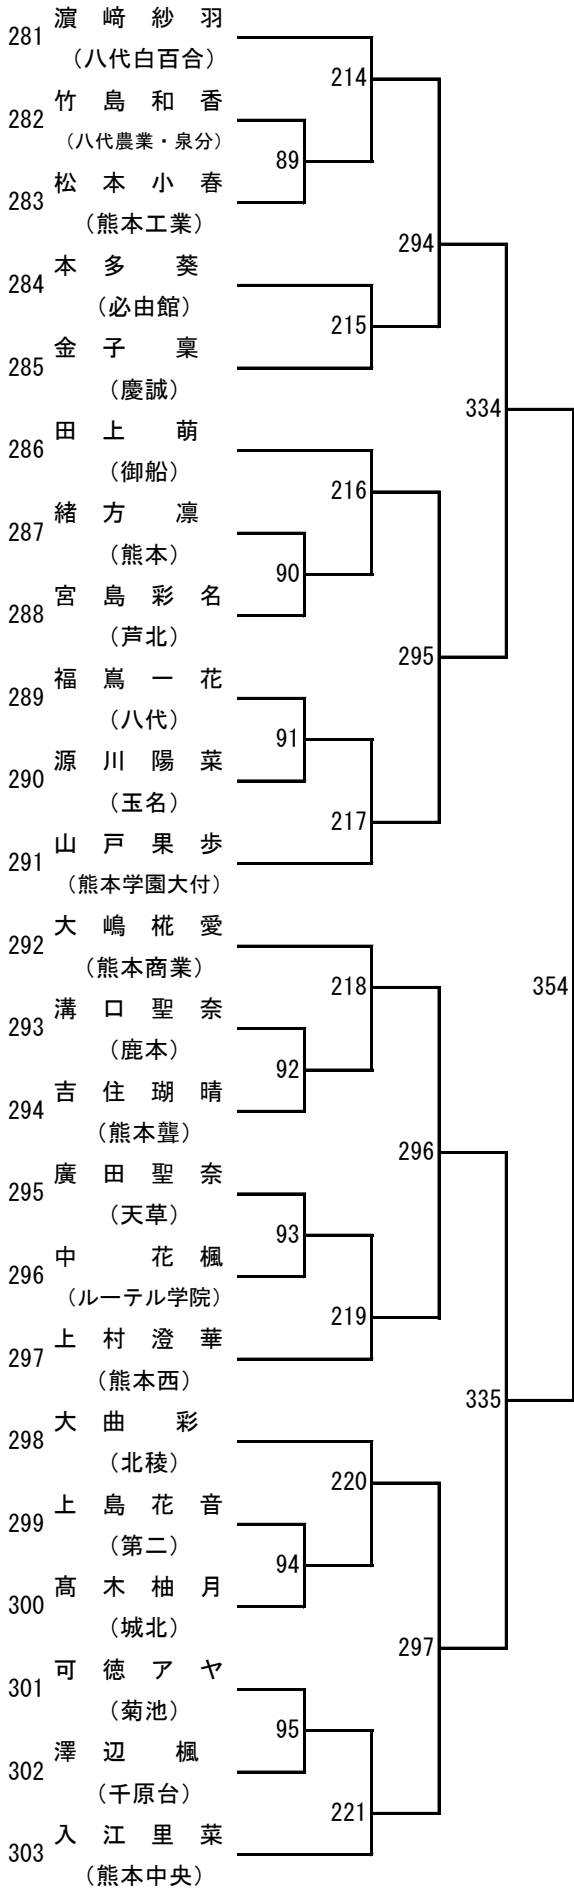 281 濵﨑紗羽
(八代白百合)
214
282 竹島和香
(八代農業・泉分)
89
283 松本小春
(熊本工業)
294
284 本多葵
(必由館)
215
285 金子稟
(慶誠)
334
286 田上萌
(御船)
216
287 緒方凛
(熊本)
90
288 宮島彩名
(芦北)
295
289 福嶌一花
(八代)
91
290 源川陽菜
(玉名)
217
291 山戸果歩
(熊本学園大付)
292 大嶋椛愛
(熊本商業)
218
354
293 溝口聖奈
(鹿本)
92
294 吉住瑚晴
(熊本聾)
296
295 廣田聖奈
(天草)
93
296 中花楓
(ルーテル学院)
219
297 上村澄華
(熊本西)
335
298 大曲彩
(北稜)
220
299 上島花音
(第二)
94
300 髙木柚月
(城北)
297
301 可徳アヤ
(菊池)
95
302 澤辺楓
(千原台)
221
303 入江里菜
(熊本中央)